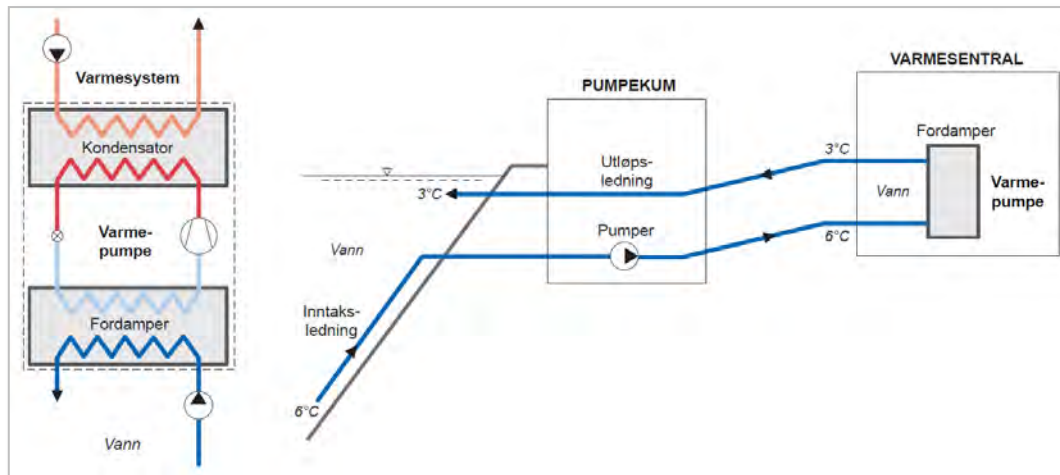 Varmesystem
Kondensator
Varme-
pumpe
Fordamper
Vann
PUMPEKUM
Utløps-
ledning
3°C
Pumper
Vann
Inntaks-
ledning
6°C
VARMESENTRAL
Fordamper
3°C
Vann
Varme-
pumpe
6°C